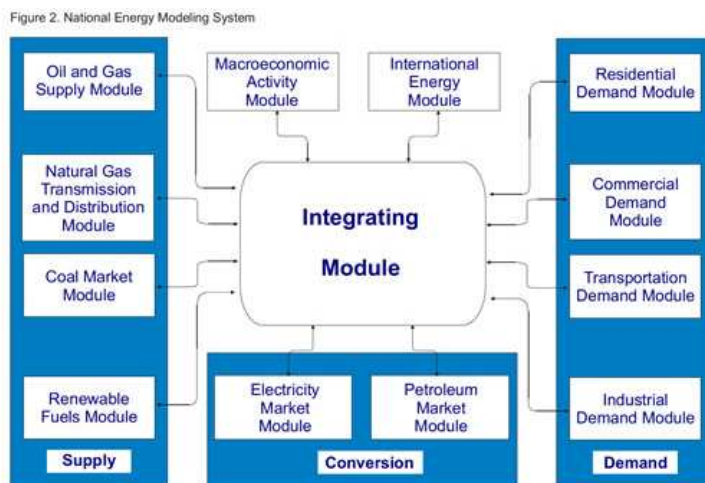 Figure 2. National Energy Modeling System
Oil and Gas
Supply Module
Natural Gas
Transmission
and Distribution
Module
Coal Market
Module
Renewable
Fuels Module
Supply
Macroeconomic
Activity
Module
International
Energy
Module
Integrating
Module
Electricity
Market
Module
Petroleum
Market
Module
Conversion
Residential
Demand Module
Commercial
Demand
Module
Transportation
Demand Module
Industrial
Demand Module
Demand